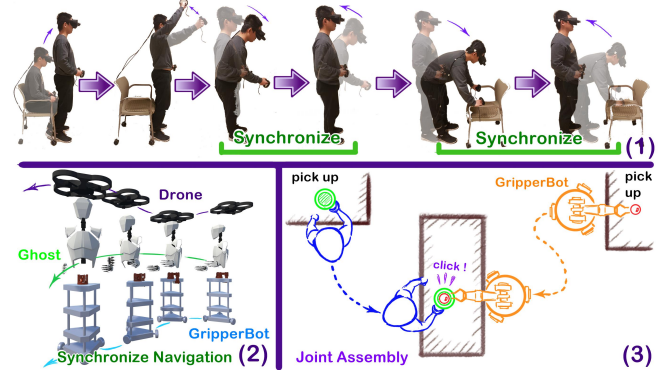 Synchronize
Synchronize
(1)
Drone
Ghost
GripperBot
Synchronize Navigation
(2)
pick up
GripperBot
pick
up
click !
Joint Assembly
(3)